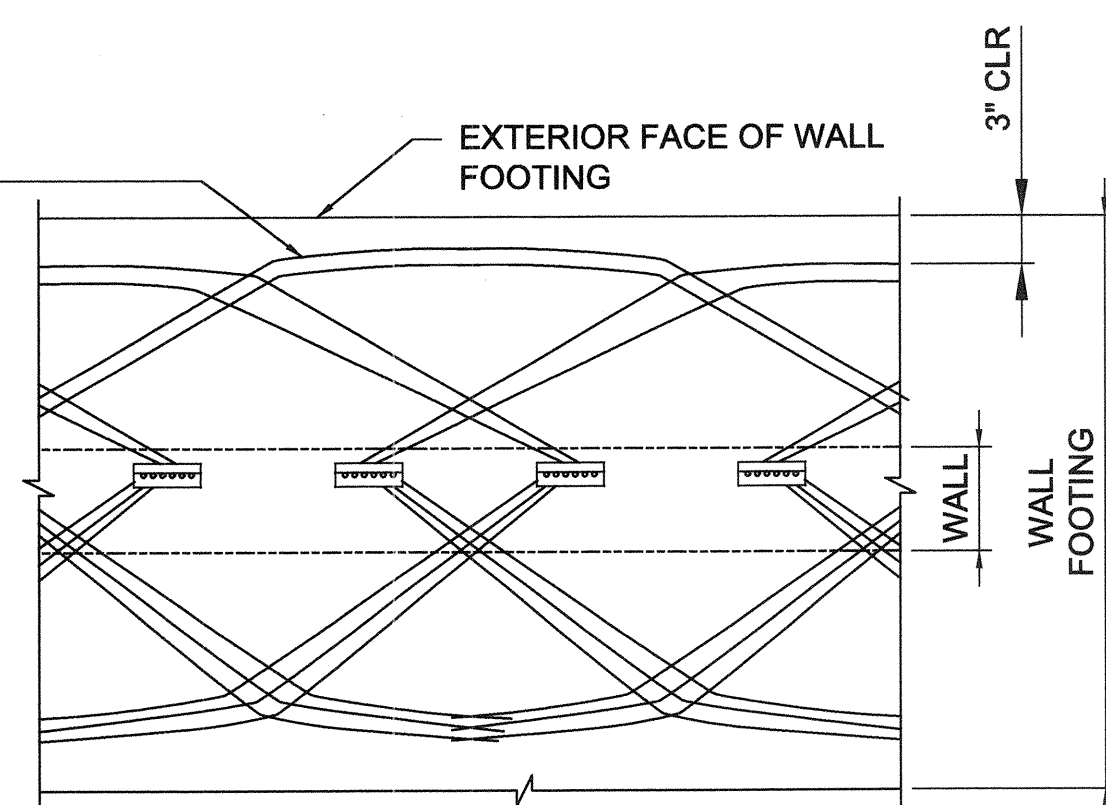 EXTERIOR FACE OF WALL
FOOTING
3" CLR
WALL
WALL
FOOTING